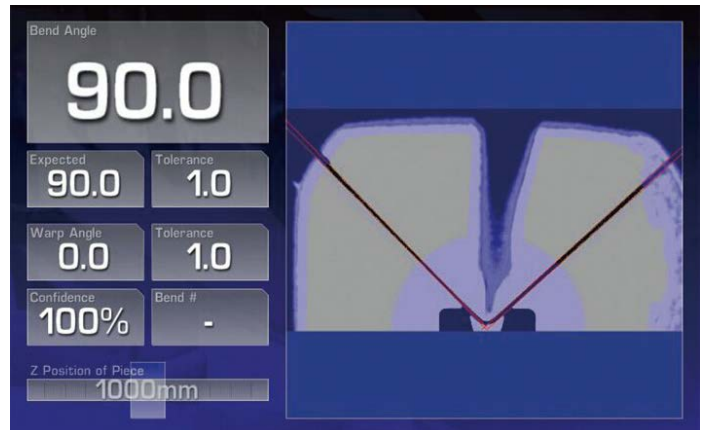 Bend Angle
90.0
Expected
90.0
Tolerance
1.0
Warp Angle
0.0
Tolerance
1.0
Confidence
100%
Bend #
-
Z Position of Piece
1000mm